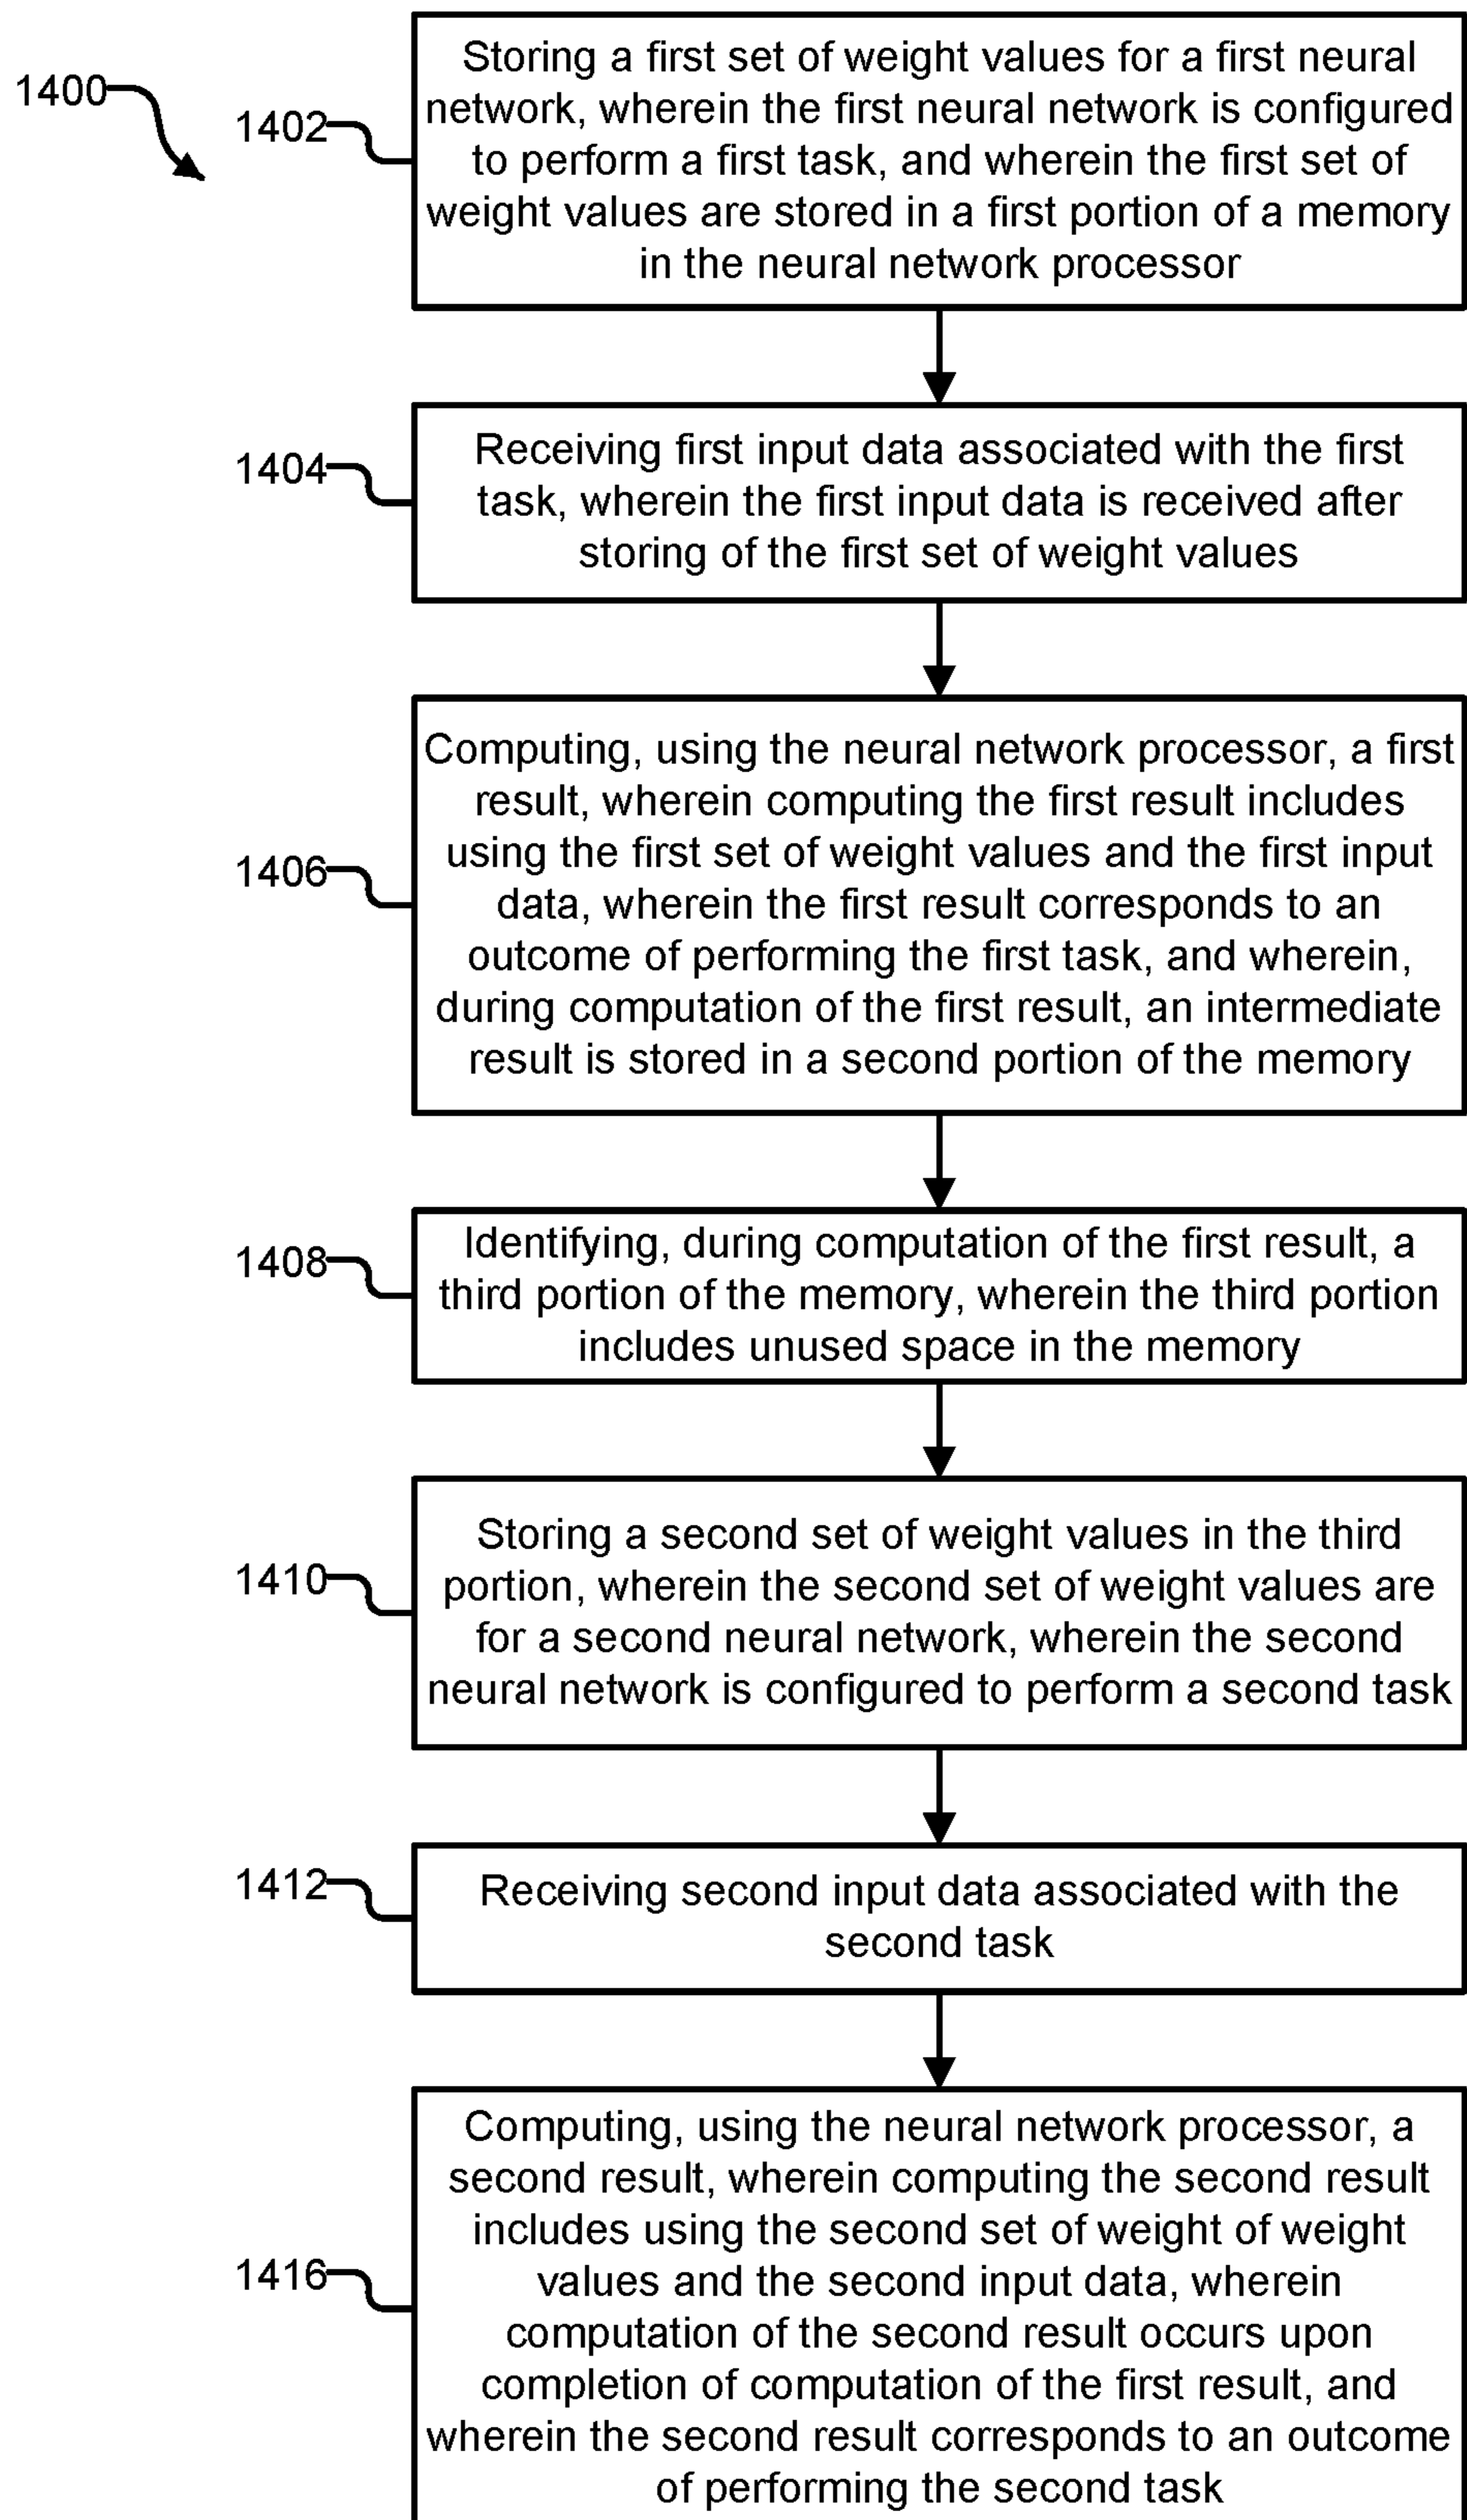 1400
1402
Storing a first set of weight values for a first neural
network, wherein the first neural network is configured
to perform a first task, and wherein the first set of
weight values are stored in a first portion of a memory
in the neural network processor
1404
Receiving first input data associated with the first
task, wherein the first input data is received after
storing of the first set of weight values
1406
Computing, using the neural network processor, a first
result, wherein computing the first result includes
using the first set of weight values and the first input
data, wherein the first result corresponds to an
outcome of performing the first task, and wherein,
during computation of the first result, an intermediate
result is stored in a second portion of the memory
1408
Identifying, during computation of the first result, a
third portion of the memory, wherein the third portion
includes unused space in the memory
1410
Storing a second set of weight values in the third
portion, wherein the second set of weight values are
for a second neural network, wherein the second
neural network is configured to perform a second task
1412
Receiving second input data associated with the
second task
1416
Computing, using the neural network processor, a
second result, wherein computing the second result
includes using the second set of weight of weight
values and the second input data, wherein
computation of the second result occurs upon
completion of computation of the first result, and
wherein the second result corresponds to an outcome
of performing the second task